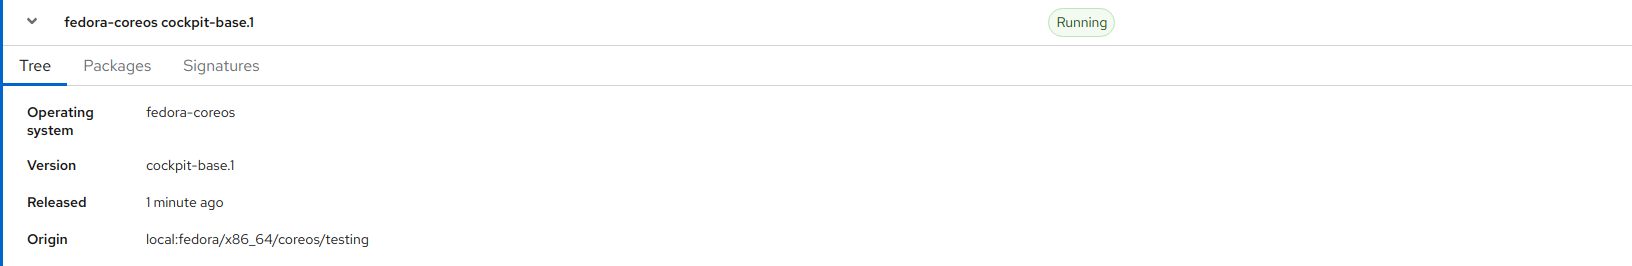 fedora-coreos cockpit-base.1 Running
Tree Packages Signatures
Operating system fedora-coreos
Version cockpit-base.1
Released 1 minute ago
Origin local:fedora/x86_64/coreos/testing